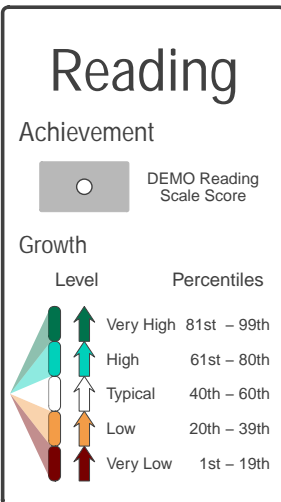 Reading
Achievement
DEMO Reading
Scale Score
Growth
Level Percentiles
Very High 81st – 99th
High 61st – 80th
Typical 40th – 60th
Low 20th – 39th
Very Low 1st – 19th